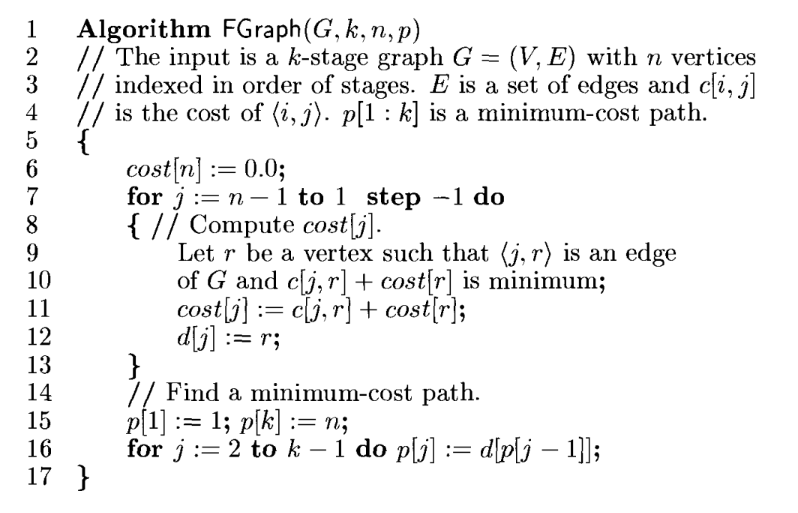 1 Algorithm FGraph(G, k, n, p)
2 // The input is a k-stage graph G = (V, E) with n vertices
3 // indexed in order of stages. E is a set of edges and c[i, j]
4 // is the cost of ⟨i, j⟩. p[1 : k] is a minimum-cost path.
5 {
6 cost[n] := 0.0;
7 for j := n − 1 to 1 step −1 do
8 { // Compute cost[j].
9 Let r be a vertex such that ⟨j, r⟩ is an edge
10 of G and c[j, r] + cost[r] is minimum;
11 cost[j] := c[j, r] + cost[r];
12 d[j] := r;
13 }
14 // Find a minimum-cost path.
15 p[1] := 1; p[k] := n;
16 for j := 2 to k − 1 do p[j] := d[p[j − 1]];
17 }